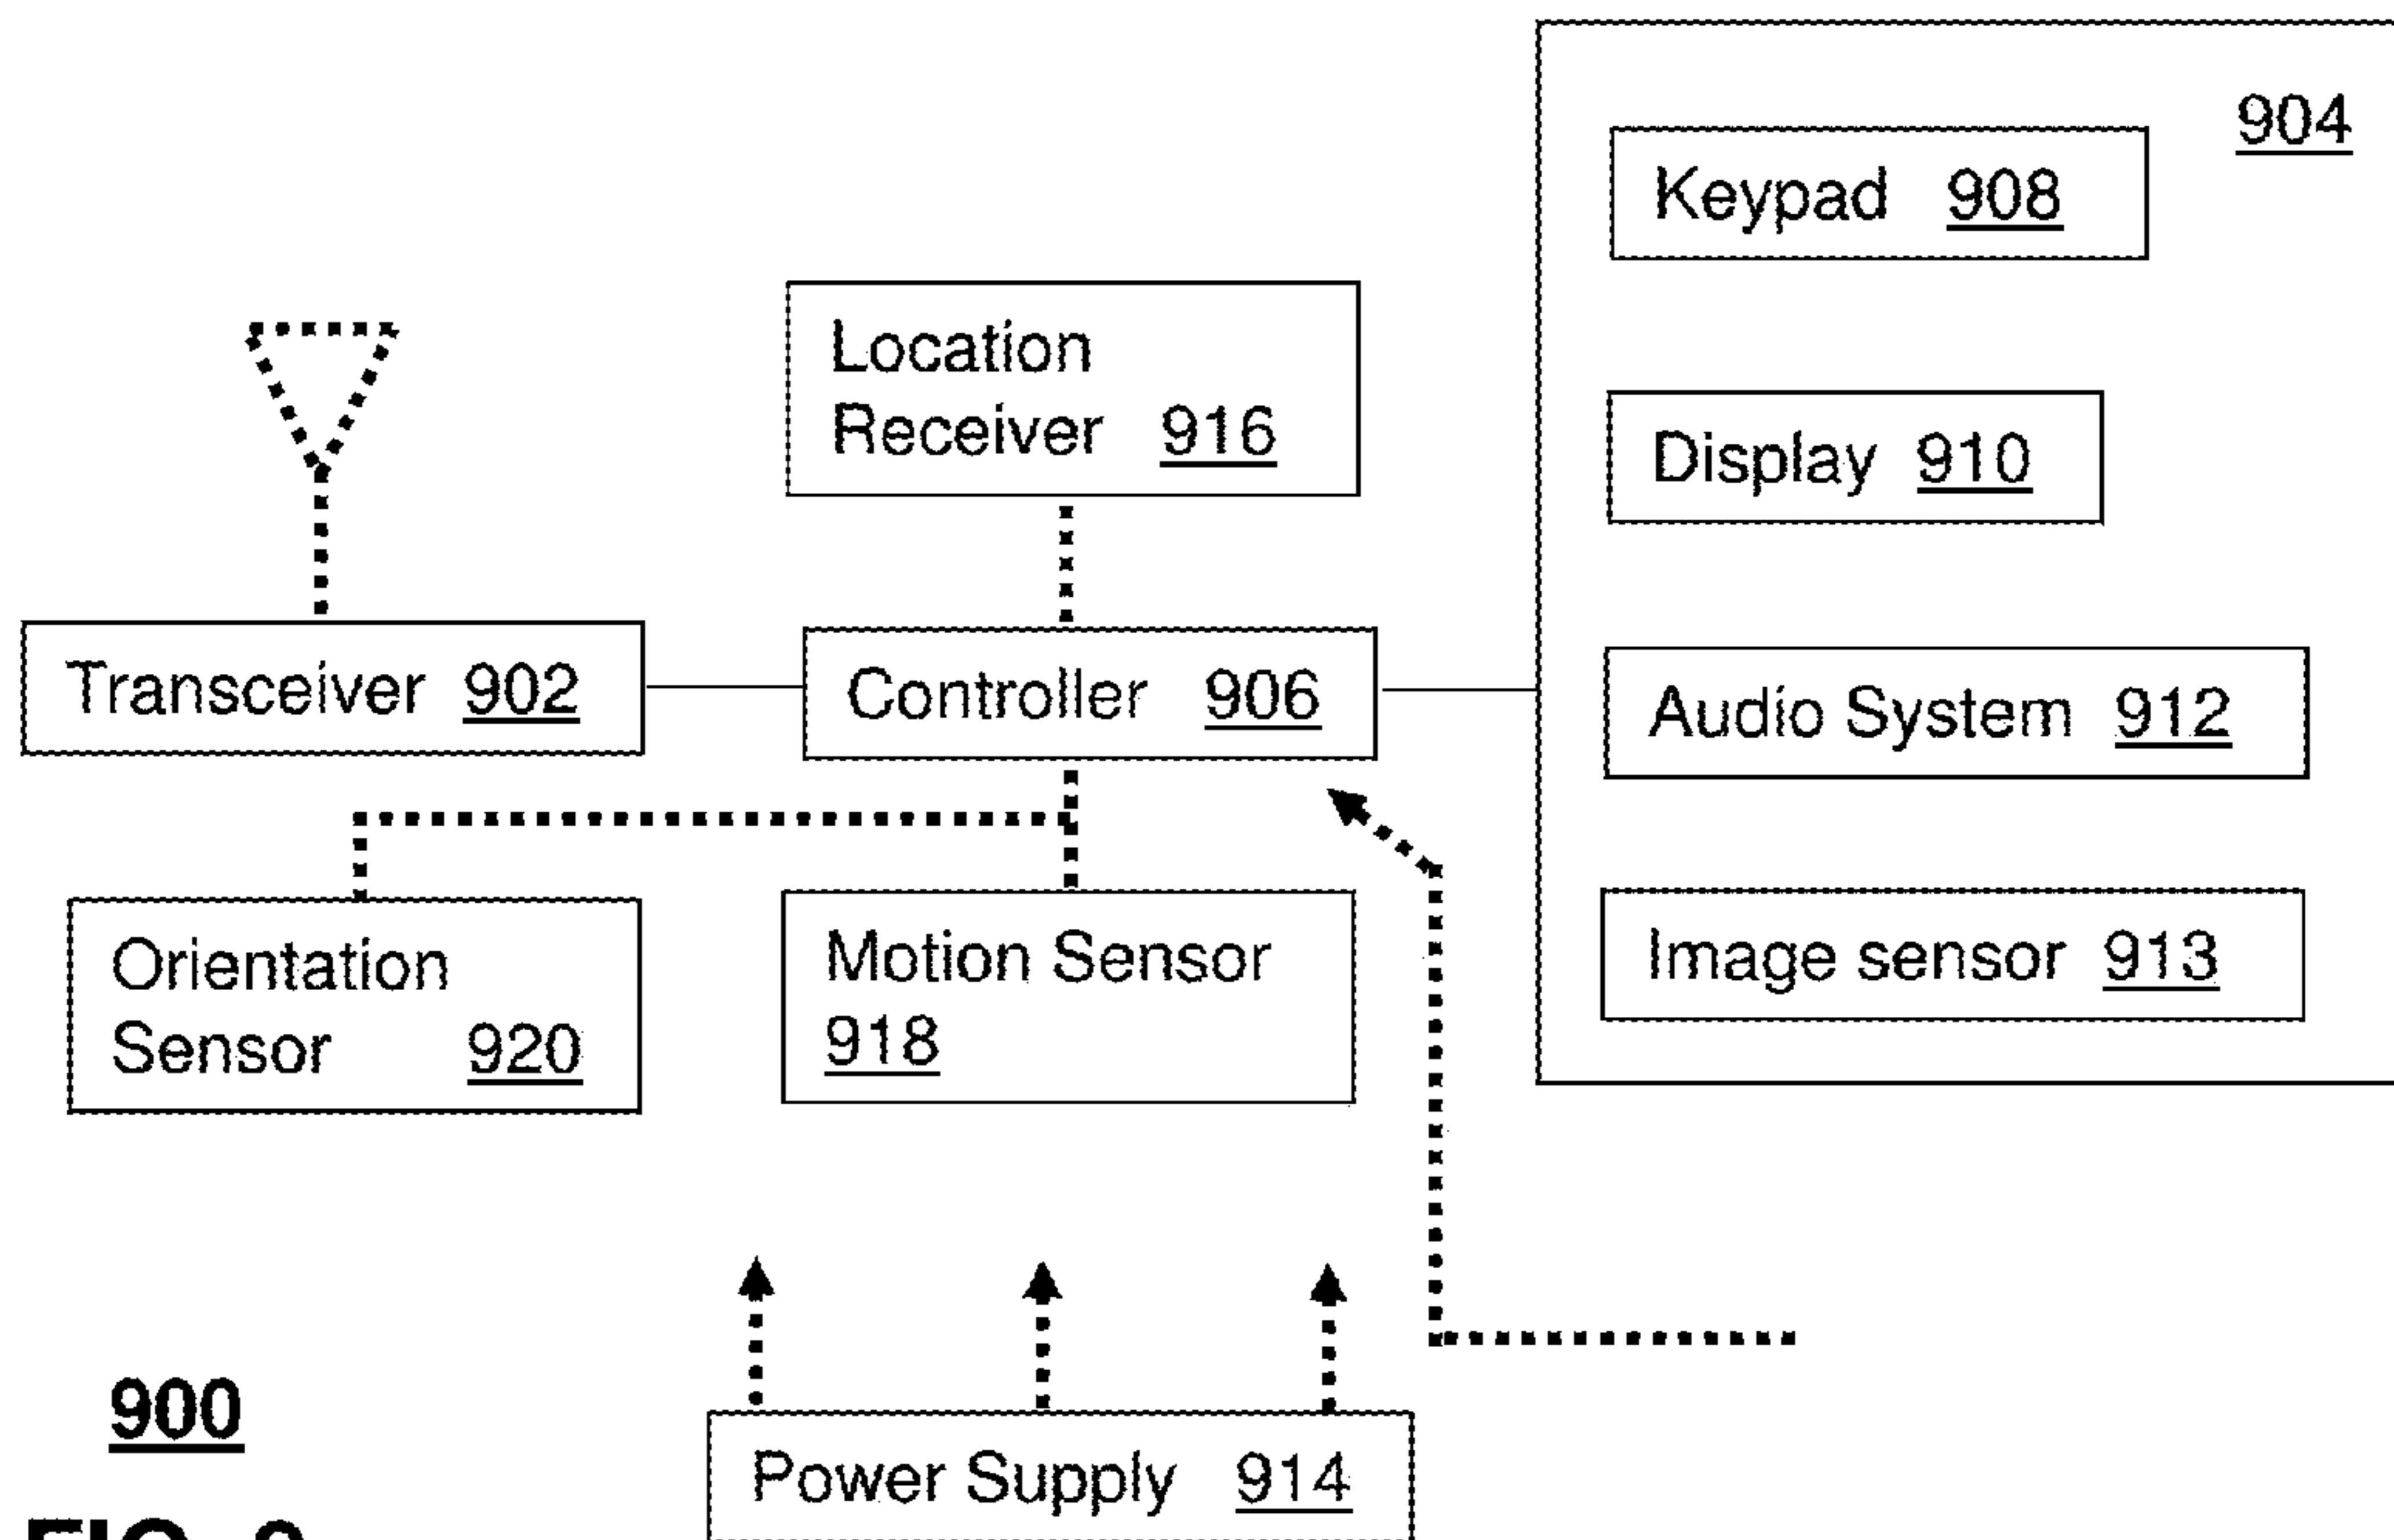 904
Keypad 908
Location
Receiver 916
Display 910
Transceiver 902
Controller 906
Audio System 912
Orientation
Sensor 920
Motion Sensor
918
Image sensor 913
900
Power Supply 914